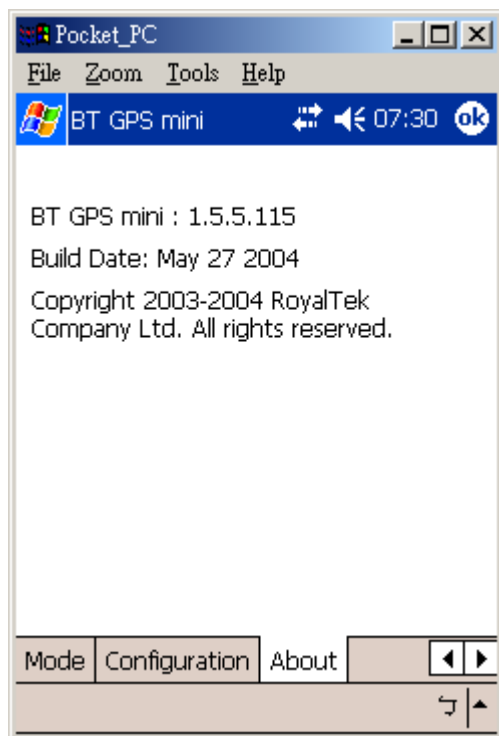 Pocket_PC
File Zoom Tools Help
BT GPS mini 07:30 ok
BT GPS mini : 1.5.5.115
Build Date: May 27 2004
Copyright 2003-2004 RoyalTek
Company Ltd. All rights reserved.
Mode Configuration About